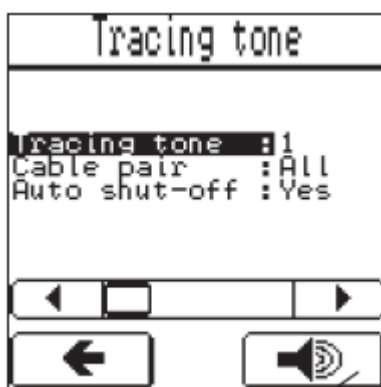 Tracing tone
Tracing tone :1
Cable pair :All
Auto shut-off :Yes